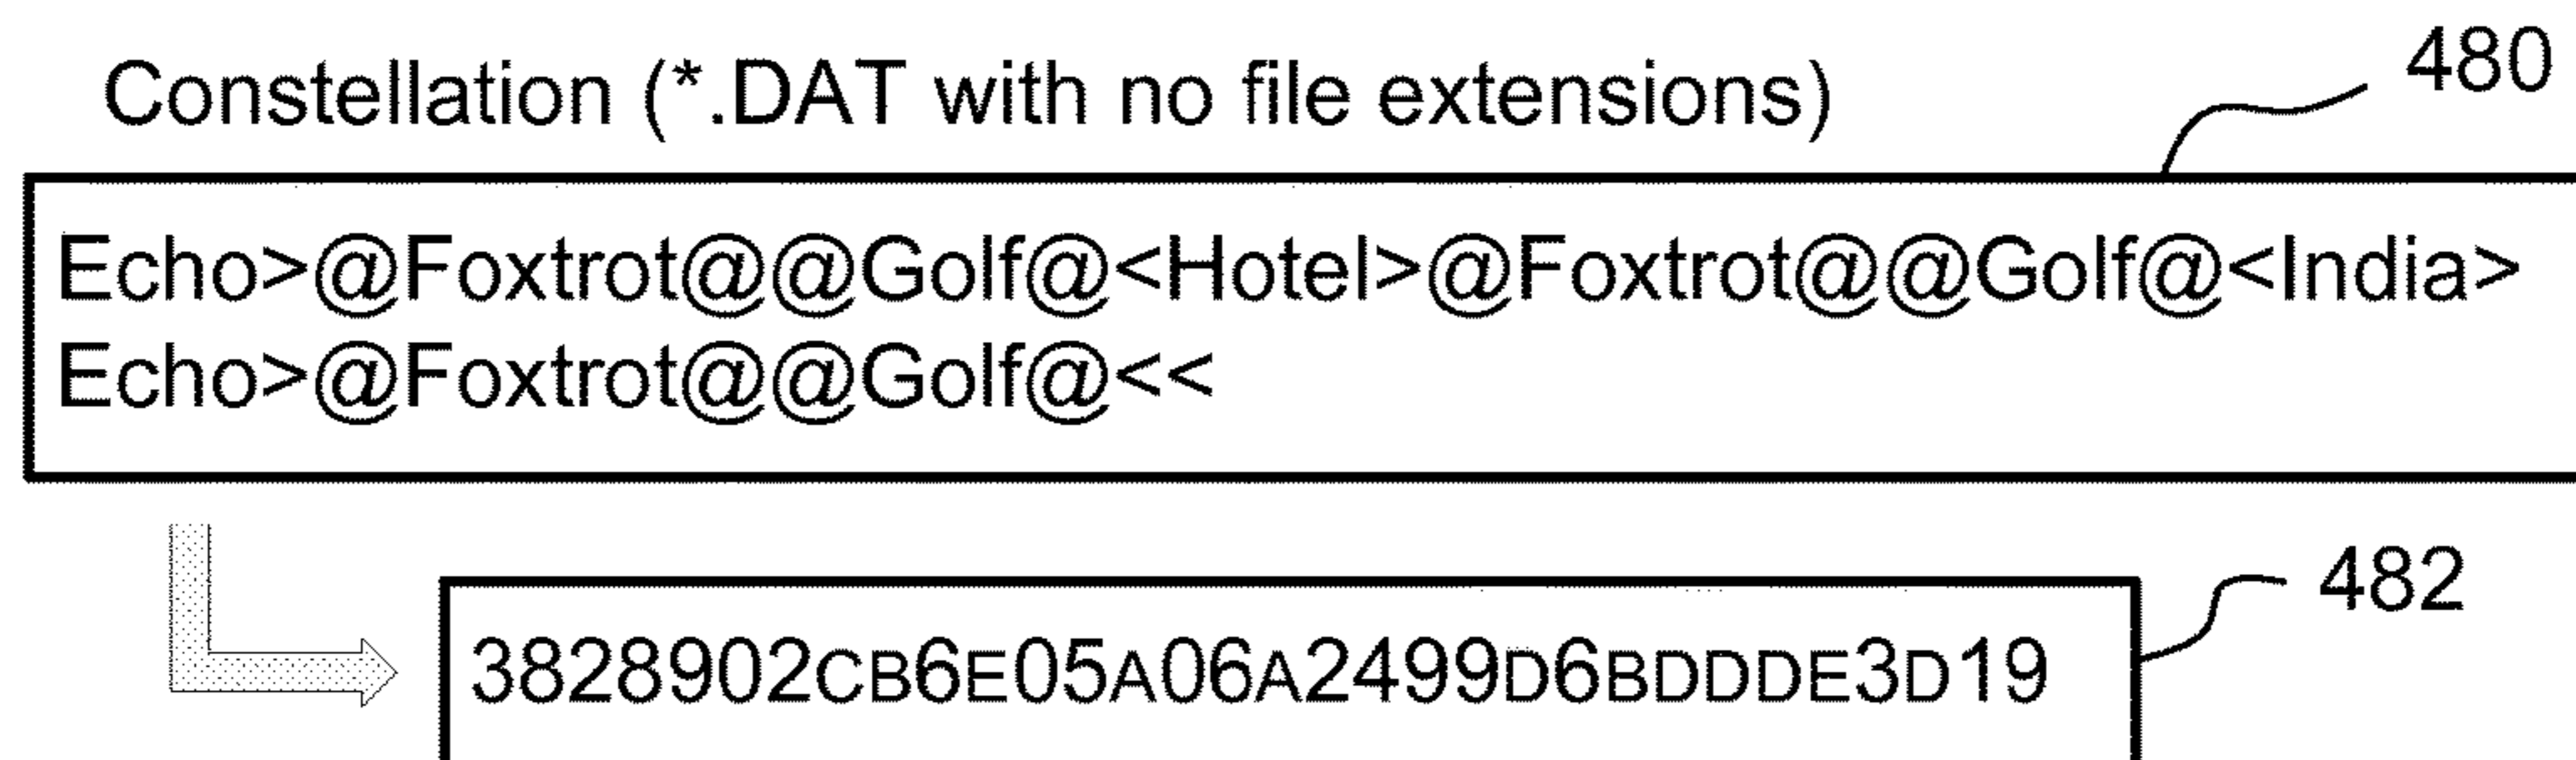 Constellation (*.DAT with no file extensions)
480
Echo>@Foxtrot@@Golf@<Hotel>@Foxtrot@@Golf@<India>
Echo>@Foxtrot@@Golf@<<
482
3828902CB6E05A06A2499D6BDDDE3D19